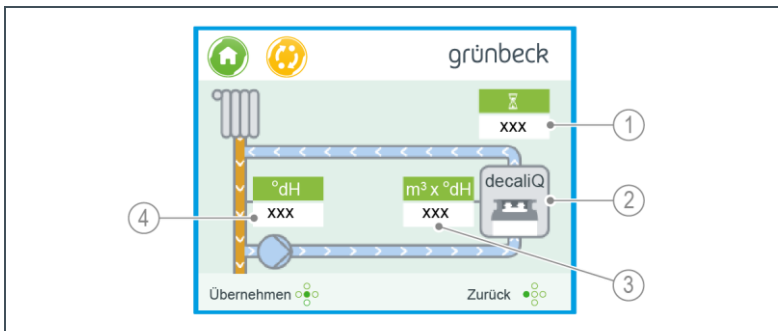 grünbeck
xxx
1
°dH
m³ x °dH
decaliQ
xxx
xxx
2
4
3
Übernehmen
Zurück